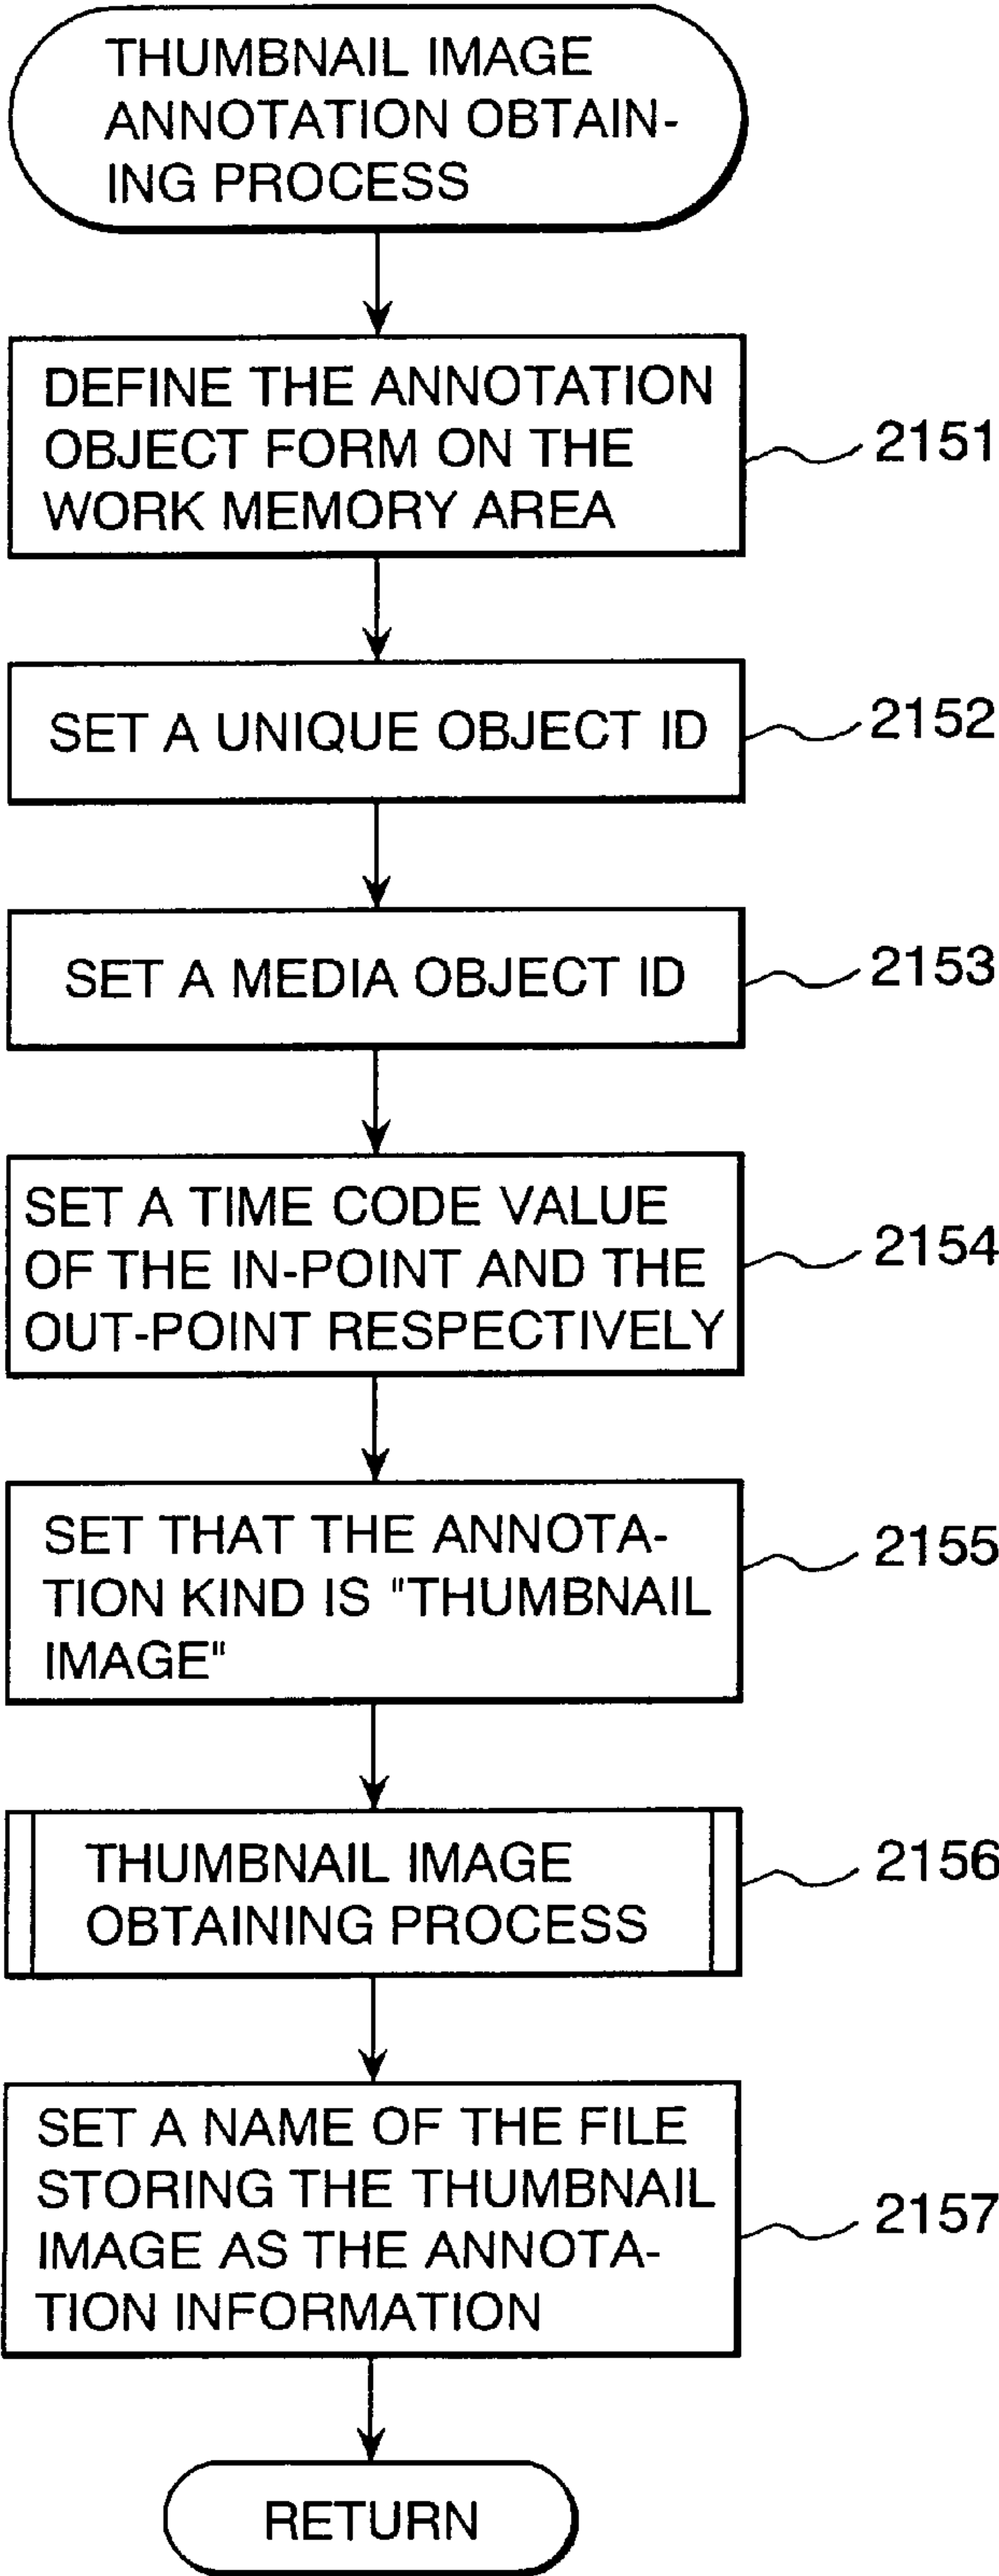 THUMBNAIL IMAGE
ANNOTATION OBTAIN-
ING PROCESS
DEFINE THE ANNOTATION
OBJECT FORM ON THE
WORK MEMORY AREA
2151
SET A UNIQUE OBJECT ID
2152
SET A MEDIA OBJECT ID
2153
SET A TIME CODE VALUE
OF THE IN-POINT AND THE
OUT-POINT RESPECTIVELY
2154
SET THAT THE ANNOTA-
TION KIND IS "THUMBNAIL
IMAGE"
2155
THUMBNAIL IMAGE
OBTAINING PROCESS
2156
SET A NAME OF THE FILE
STORING THE THUMBNAIL
IMAGE AS THE ANNOTA-
TION INFORMATION
2157
RETURN